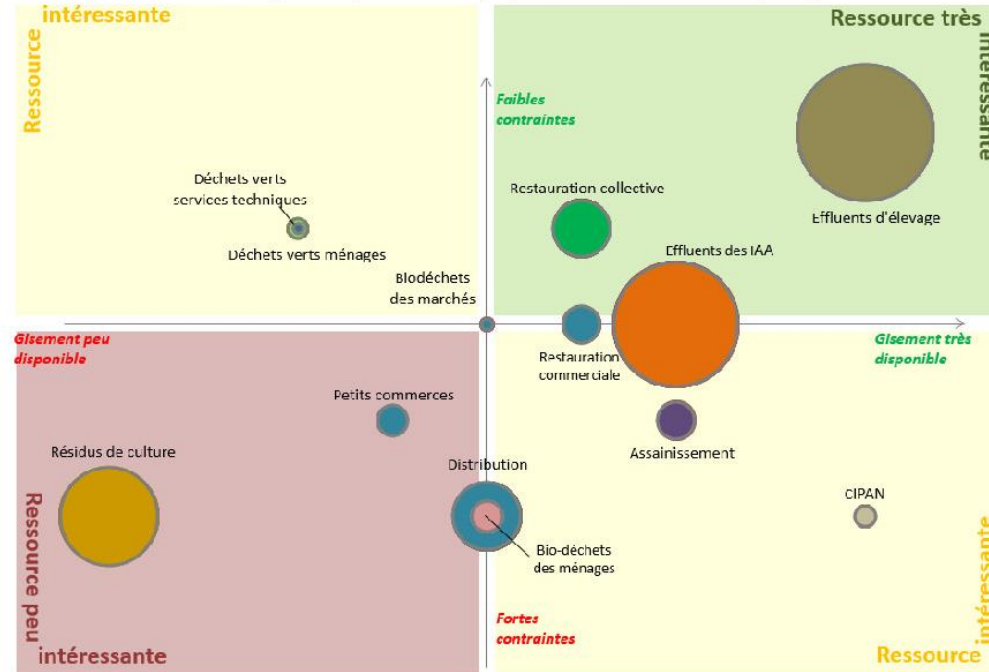 Ressource
intéressante
Ressource très
intéressante
Faibles
contraintes
Déchets verts
services techniques
Déchets verts ménages
Restauration collective
Effluents d'élevage
Effluents des IAA
Biodéchets
des marchés
Gisement peu
disponible
Gisement très
disponible
Restauration
commerciale
Petits commerces
Assainissement
Résidus de culture
Distribution
CIPAN
Bio-déchets
des ménages
Fortes
contraintes
Ressource peu
intéressante
Ressource
intéressante